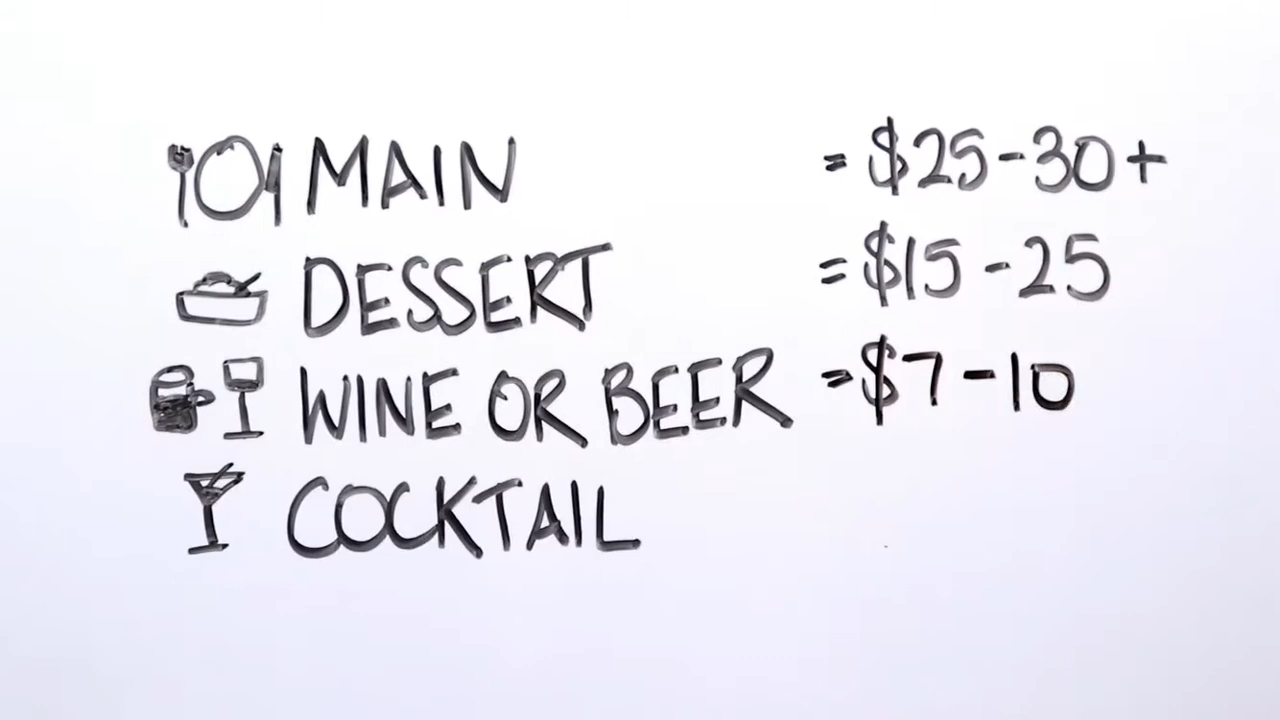 MAIN = $25-30+
DESSERT = $15-25
WINE OR BEER = $7-10
COCKTAIL